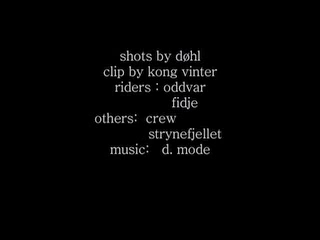 shots by døhl
clip by kong vinter
riders : oddvar
fidje
others: crew
strynefjellet
music: d. mode